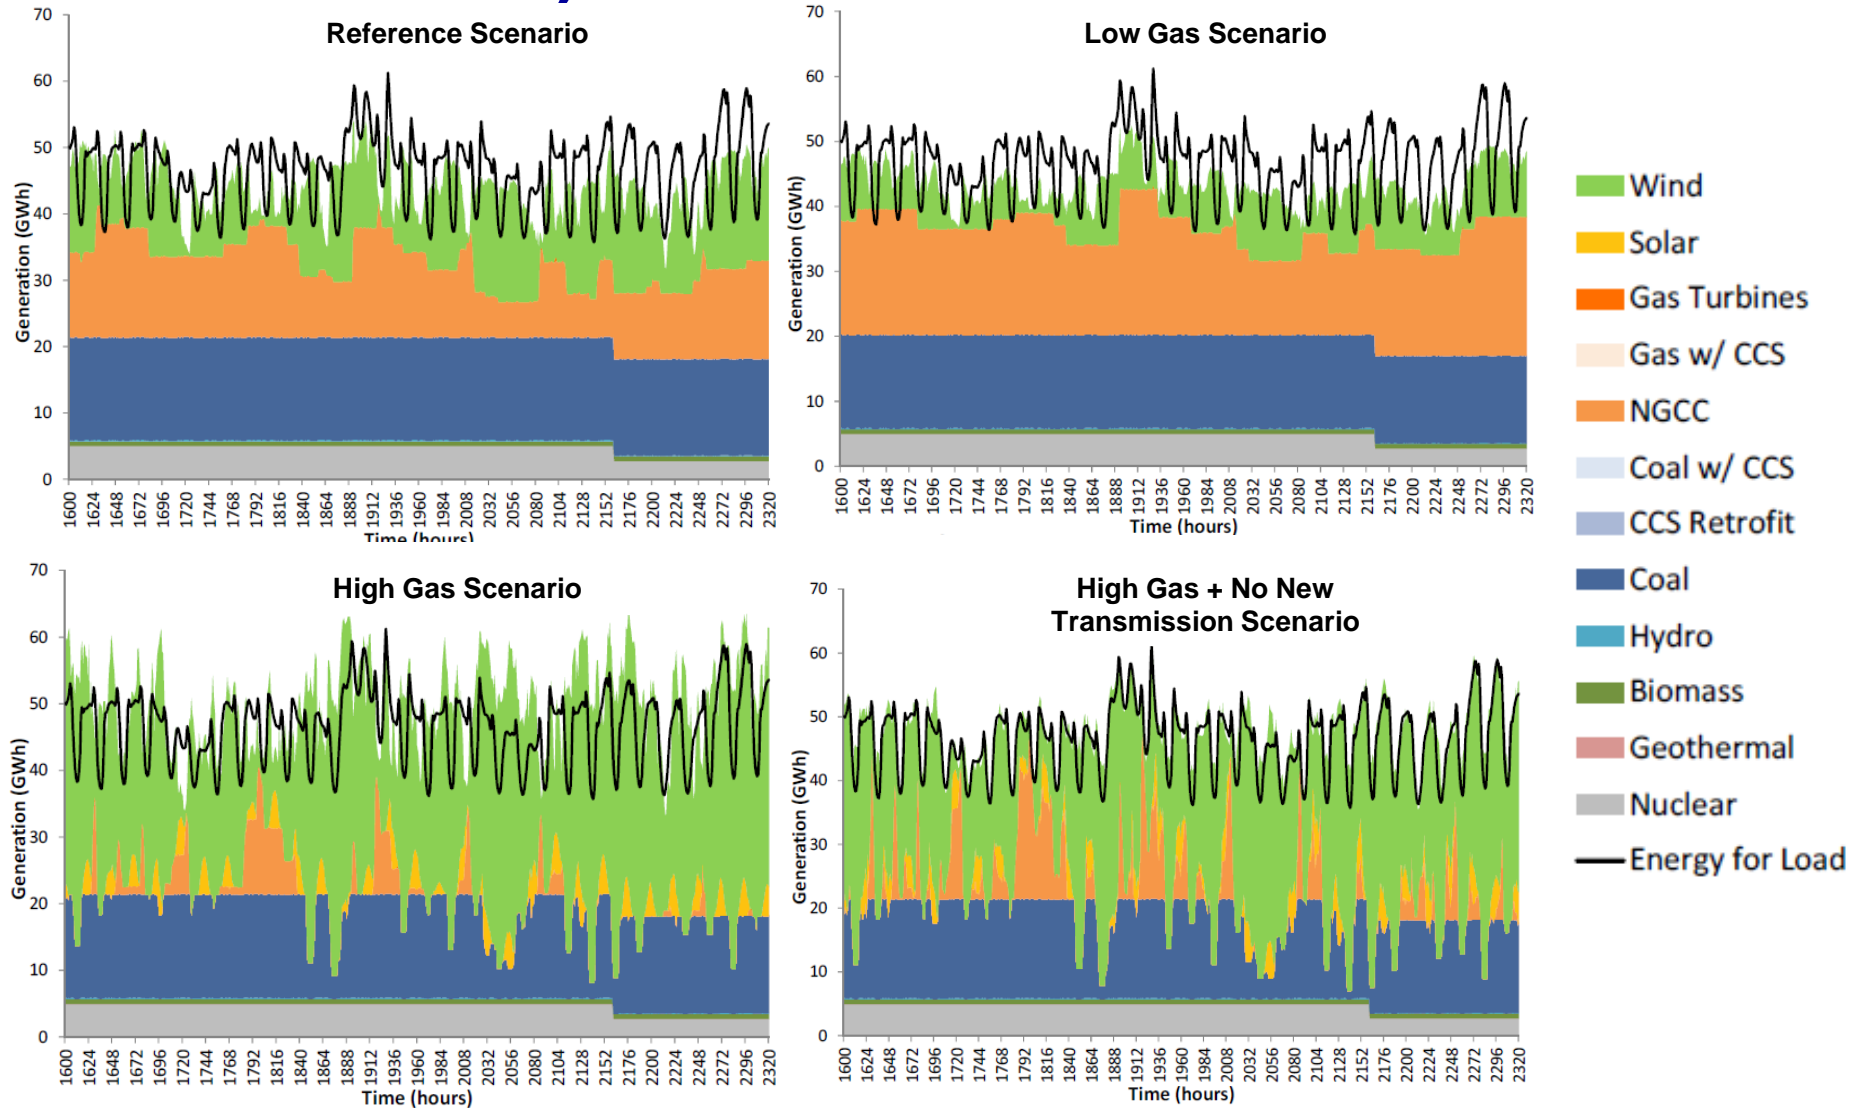 Reference Scenario
Generation (GWh)
70
60
50
40
30
20
10
0
1600 1624 1648 1672 1696 1720 1744 1768 1792 1816 1840 1864 1888 1912 1936 1960 1984 2008 2032 2056 2080 2104 2128 2152 2176 2200 2224 2248 2272 2296 2320
Time (hours)
Low Gas Scenario
Generation (GWh)
70
60
50
40
30
20
10
0
1600 1624 1648 1672 1696 1720 1744 1768 1792 1816 1840 1864 1888 1912 1936 1960 1984 2008 2032 2056 2080 2104 2128 2152 2176 2200 2224 2248 2272 2296 2320
Time (hours)
High Gas Scenario
Generation (GWh)
70
60
50
40
30
20
10
0
1600 1624 1648 1672 1696 1720 1744 1768 1792 1816 1840 1864 1888 1912 1936 1960 1984 2008 2032 2056 2080 2104 2128 2152 2176 2200 2224 2248 2272 2296 2320
Time (hours)
High Gas + No New
Transmission Scenario
Generation (GWh)
70
60
50
40
30
20
10
0
1600 1624 1648 1672 1696 1720 1744 1768 1792 1816 1840 1864 1888 1912 1936 1960 1984 2008 2032 2056 2080 2104 2128 2152 2176 2200 2224 2248 2272 2296 2320
Time (hours)
Wind
Solar
Gas Turbines
Gas w/ CCS
NGCC
Coal w/ CCS
CCS Retrofit
Coal
Hydro
Biomass
Geothermal
Nuclear
Energy for Load